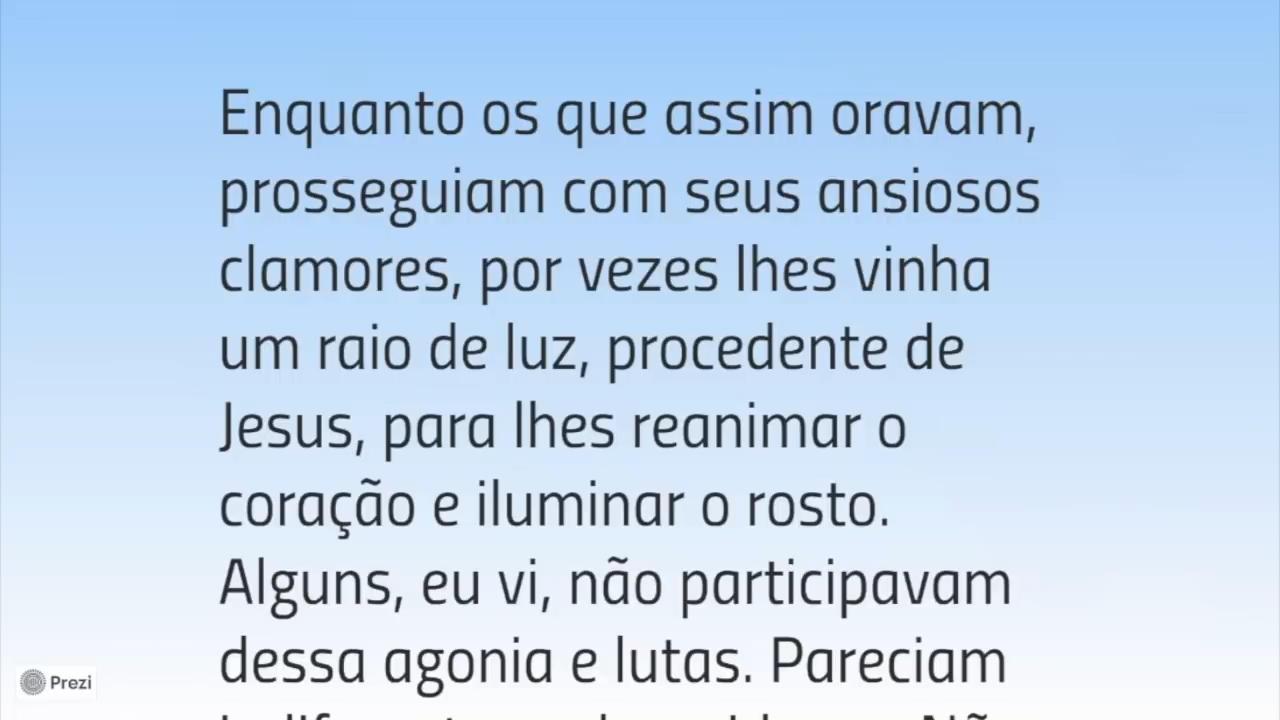 Enquanto os que assim oravam,
prosseguiam com seus ansiosos
clamores, por vezes lhes vinha
um raio de luz, procedente de
Jesus, para lhes reanimar o
coração e iluminar o rosto.
Alguns, eu vi, não participavam
dessa agonia e lutas. Pareciam
Prezi